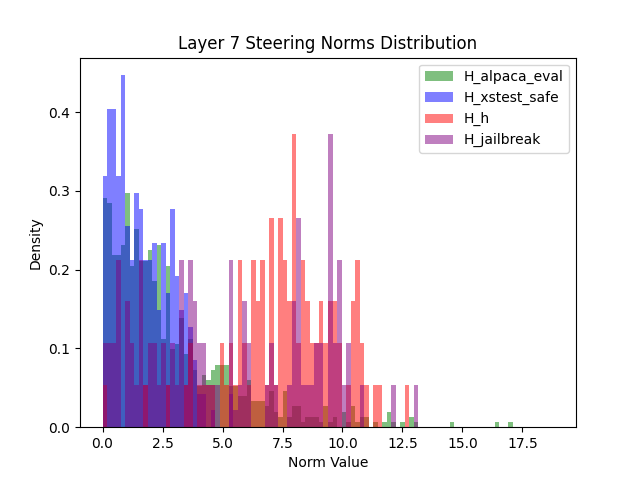 Layer 7 Steering Norms Distribution
H_alpaca_eval
H_xstest_safe
H_h
H_jailbreak
Density
0.4
0.3
0.2
0.1
0.0
0.0 2.5 5.0 7.5 10.0 12.5 15.0 17.5
Norm Value